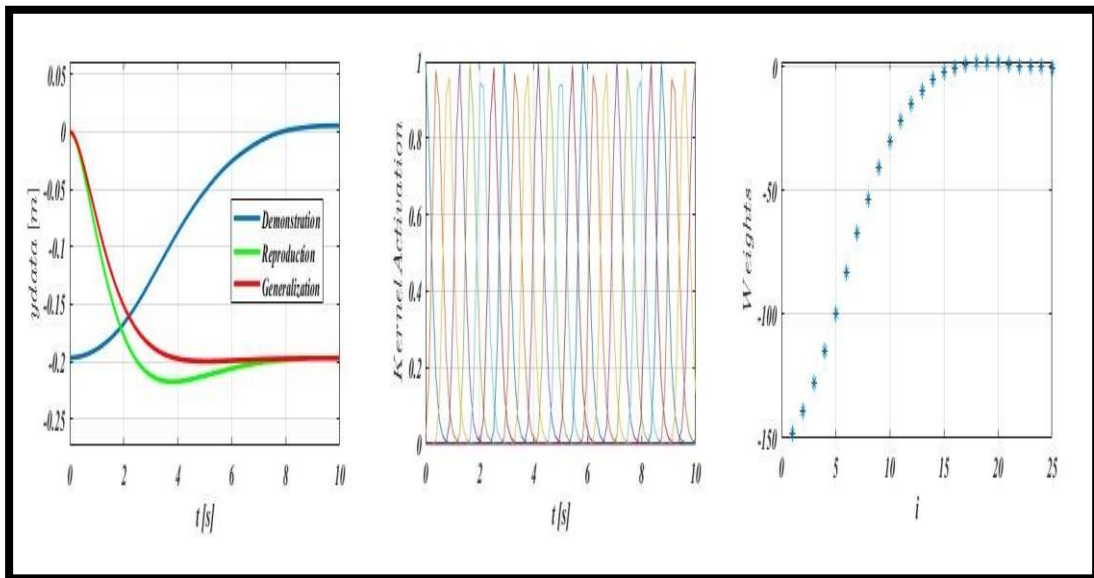 ydata [m]
0.05
0
-0.05
-0.1
-0.15
-0.2
-0.25
0 2 4 6 8 10
t [s]
Demonstration
Reproduction
Generalization
Kernel Activation
1
0.8
0.6
0.4
0.2
0
0 2 4 6 8 10
t [s]
Weights
0
-50
-100
-150
0 5 10 15 20 25
i